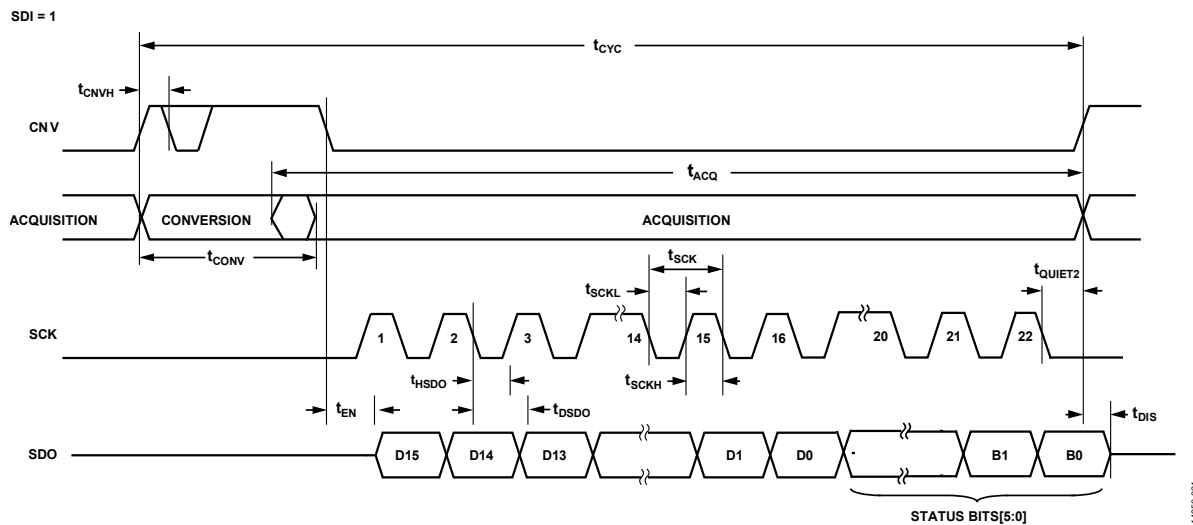 SDI = 1
tCYC
tCNVH
CNV
tACQ
ACQUISITION
CONVERSION
ACQUISITION
tCONV
tSCK
tQUIET2
tSCKL
SCK
1
2
3
14
15
16
20
21
22
tHSDO
tSCKH
tEN
tDSDO
tDIS
SDO
D15
D14
D13
D1
D0
B1
B0
STATUS BITS[5:0]